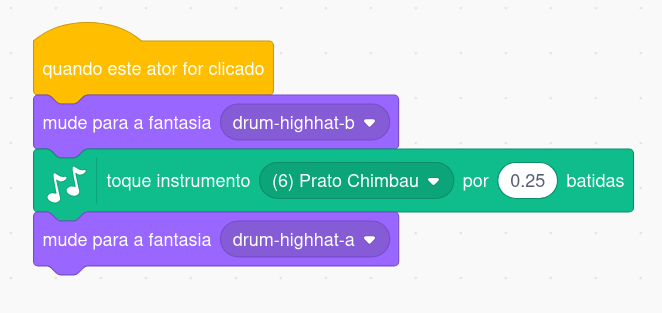 quando este ator for clicado
mude para a fantasia drum-highhat-b
toque instrumento (6) Prato Chimbau por 0.25 batidas
mude para a fantasia drum-highhat-a